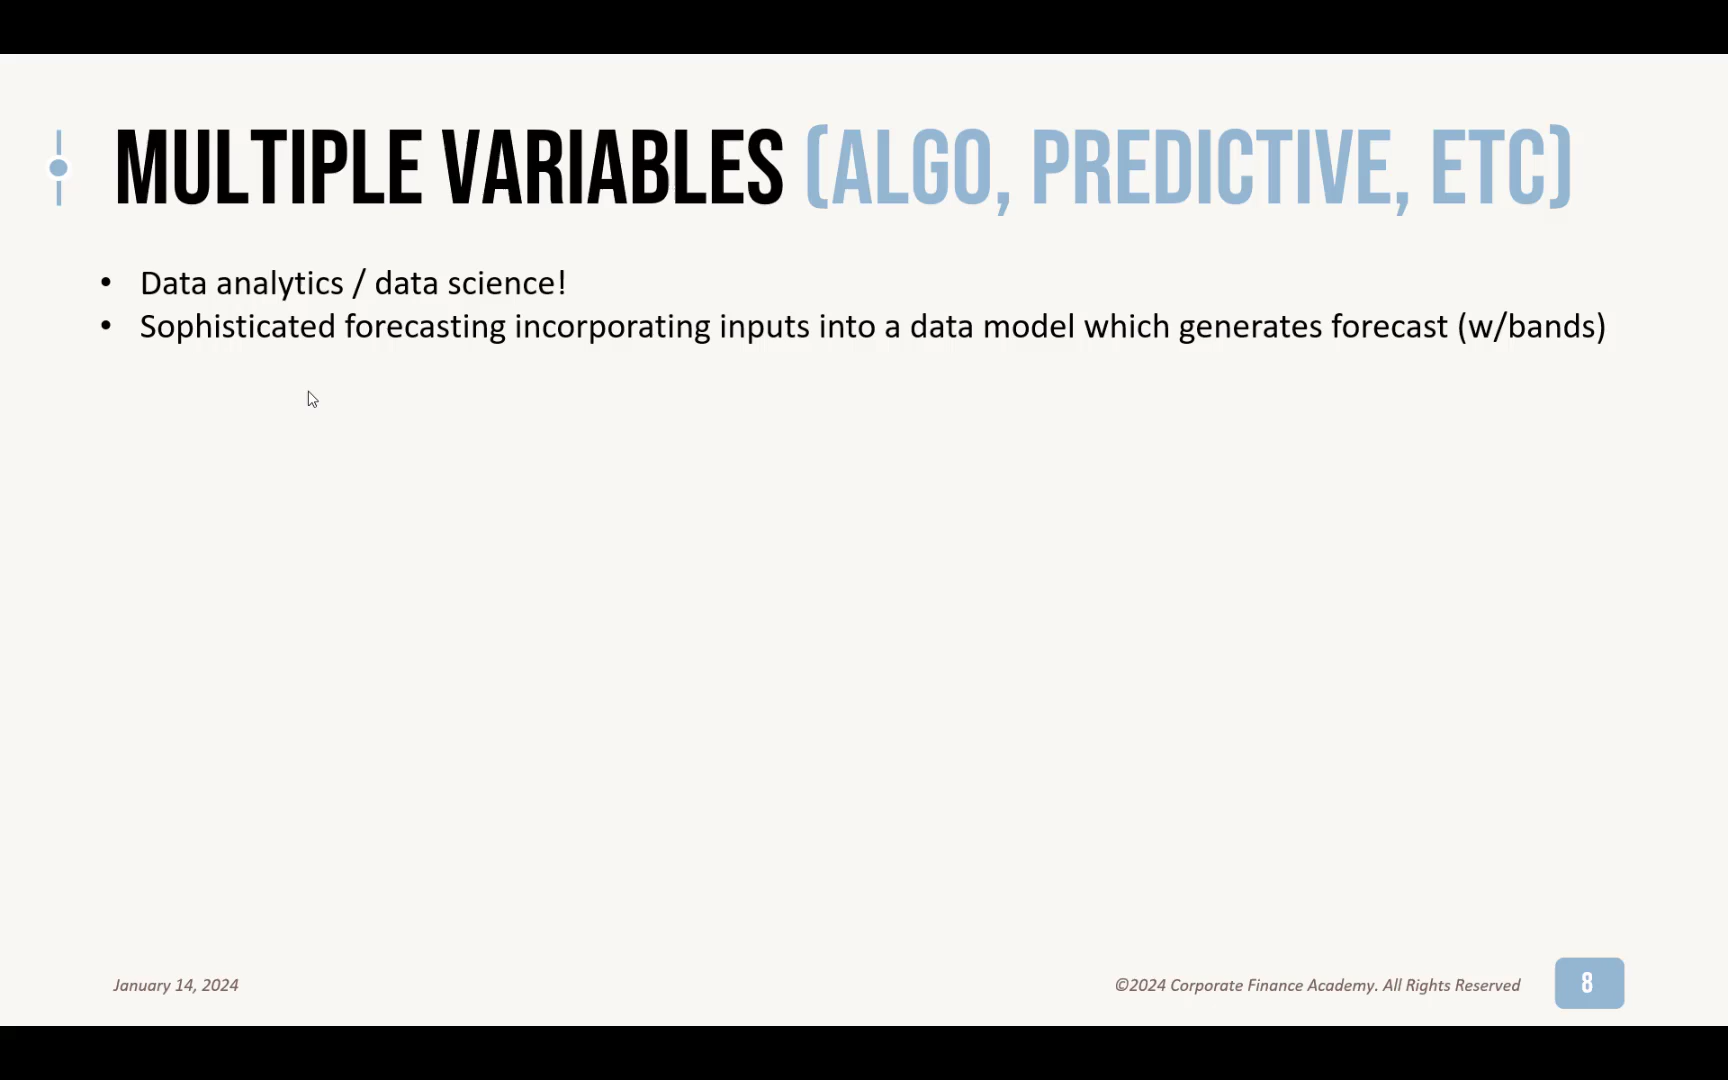 MULTIPLE VARIABLES (ALGO, PREDICTIVE, ETC)
• Data analytics / data science!
• Sophisticated forecasting incorporating inputs into a data model which generates forecast (w/bands)
January 14, 2024
©2024 Corporate Finance Academy. All Rights Reserved
8